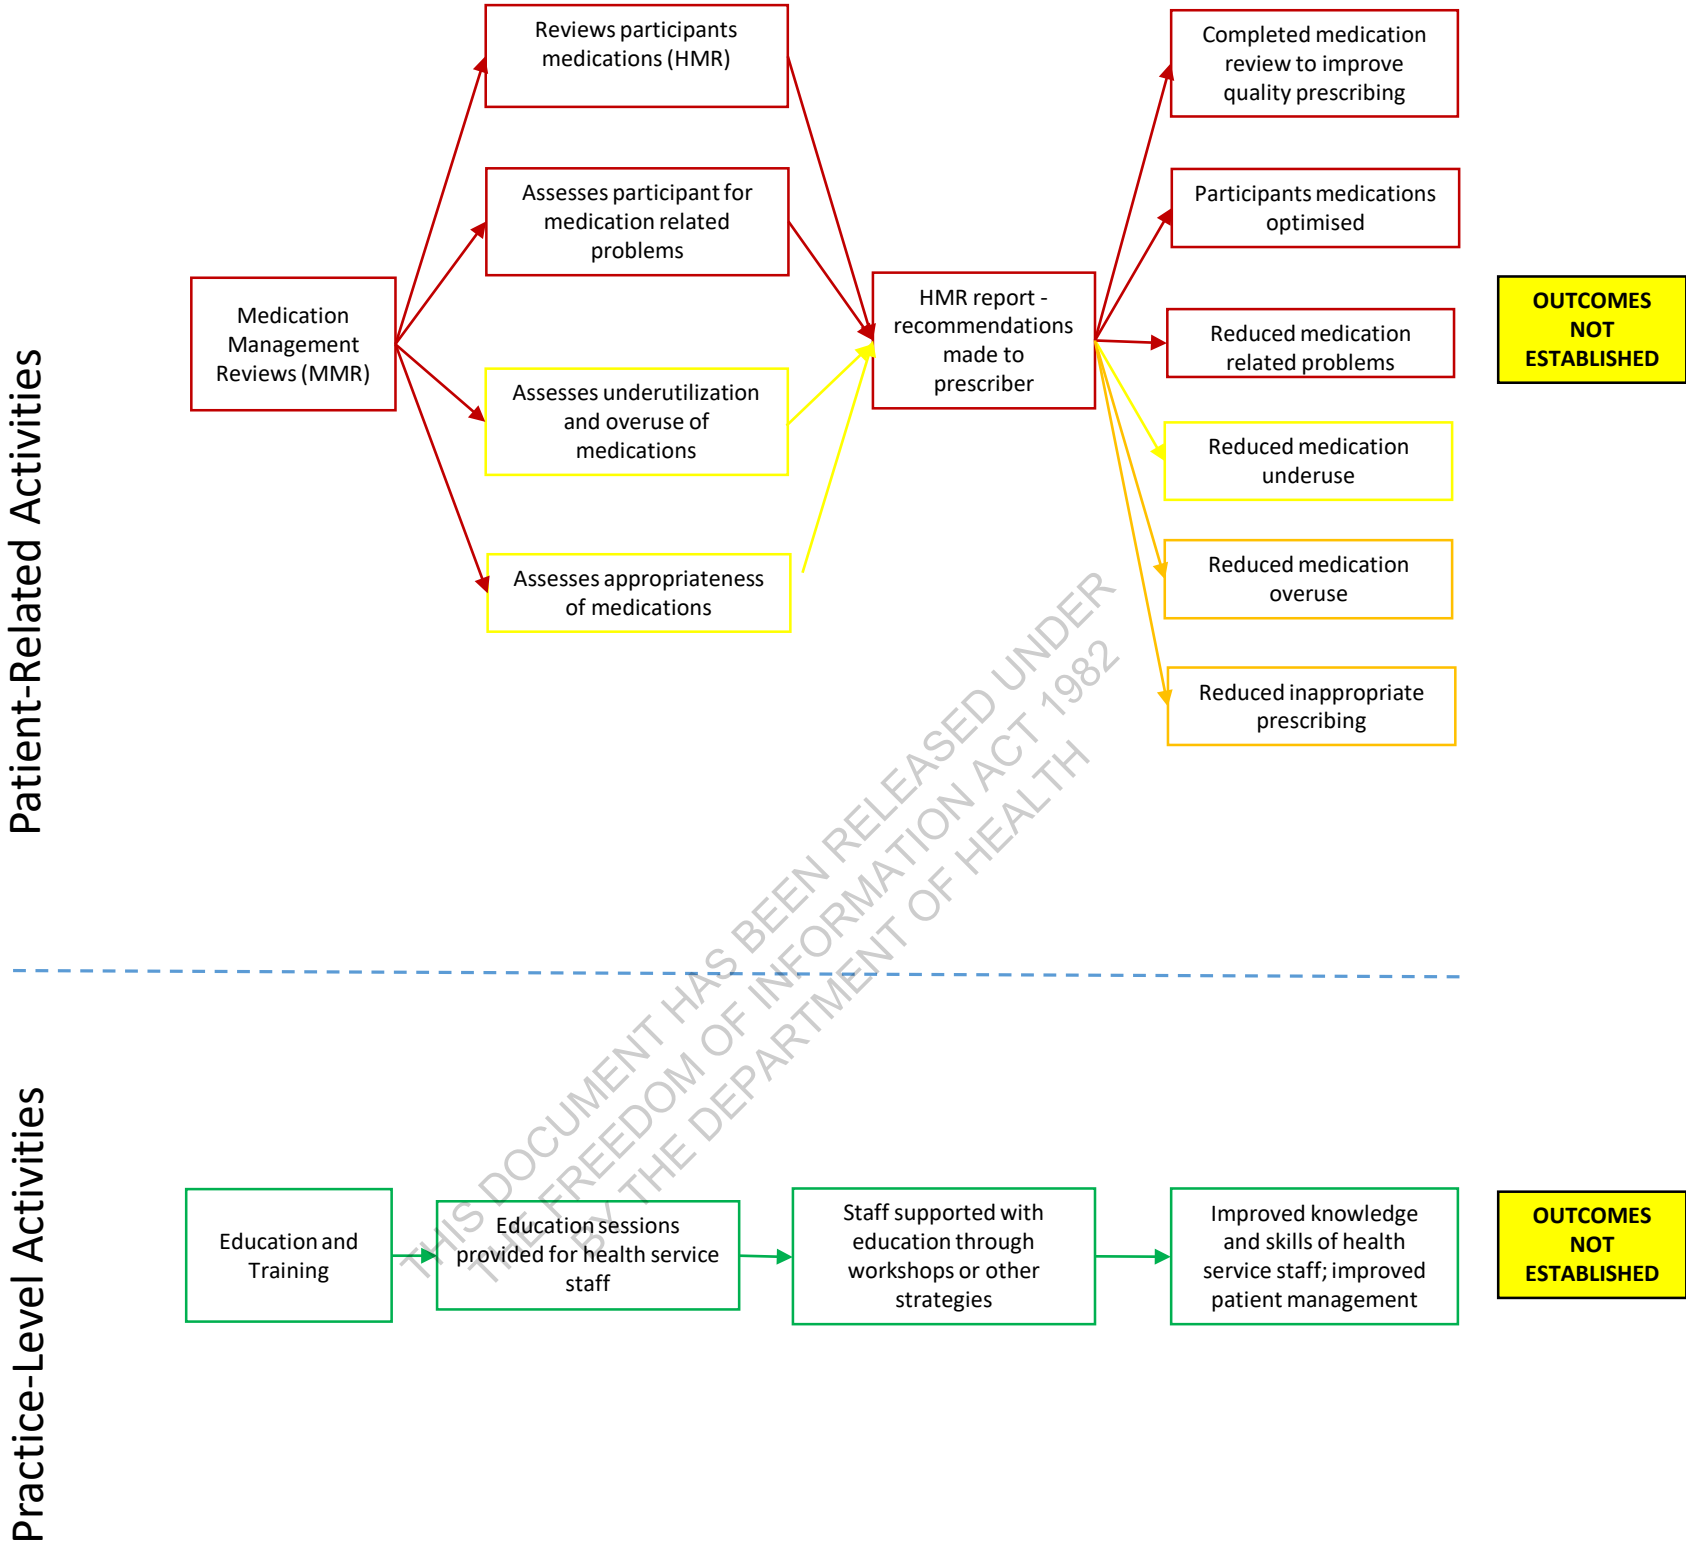 Patient-Related Activities
Medication
Management
Reviews (MMR)
Reviews participants
medications (HMR)
Assesses participant for
medication related
problems
Assesses underutilization
and overuse of
medications
Assesses appropriateness
of medications
HMR report -
recommendations
made to
prescriber
Completed medication
review to improve
quality prescribing
Participants medications
optimised
Reduced medication
related problems
Reduced medication
underuse
Reduced medication
overuse
Reduced inappropriate
prescribing
OUTCOMES
NOT
ESTABLISHED
THIS DOCUMENT HAS BEEN RELEASED UNDER
THE FREEDOM OF INFORMATION ACT 1982
BY THE DEPARTMENT OF HEALTH
Practice-Level Activities
Education and
Training
Education sessions
provided for health service
staff
Staff supported with
education through
workshops or other
strategies
Improved knowledge
and skills of health
service staff; improved
patient management
OUTCOMES
NOT
ESTABLISHED